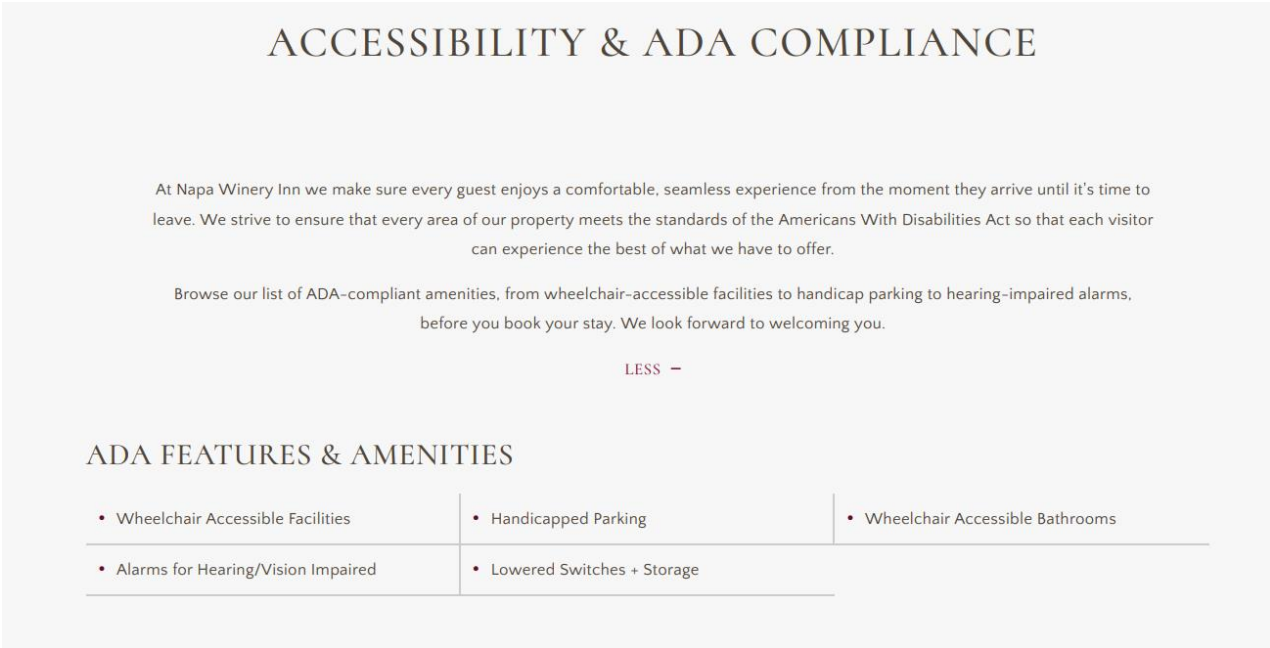 ACCESSIBILITY & ADA COMPLIANCE
At Napa Winery Inn we make sure every guest enjoys a comfortable, seamless experience from the moment they arrive until it's time to
leave. We strive to ensure that every area of our property meets the standards of the Americans With Disabilities Act so that each visitor
can experience the best of what we have to offer.
Browse our list of ADA-compliant amenities, from wheelchair-accessible facilities to handicap parking to hearing-impaired alarms,
before you book your stay. We look forward to welcoming you.
LESS −
ADA FEATURES & AMENITIES
• Wheelchair Accessible Facilities
• Handicapped Parking
• Wheelchair Accessible Bathrooms
• Alarms for Hearing/Vision Impaired
• Lowered Switches + Storage